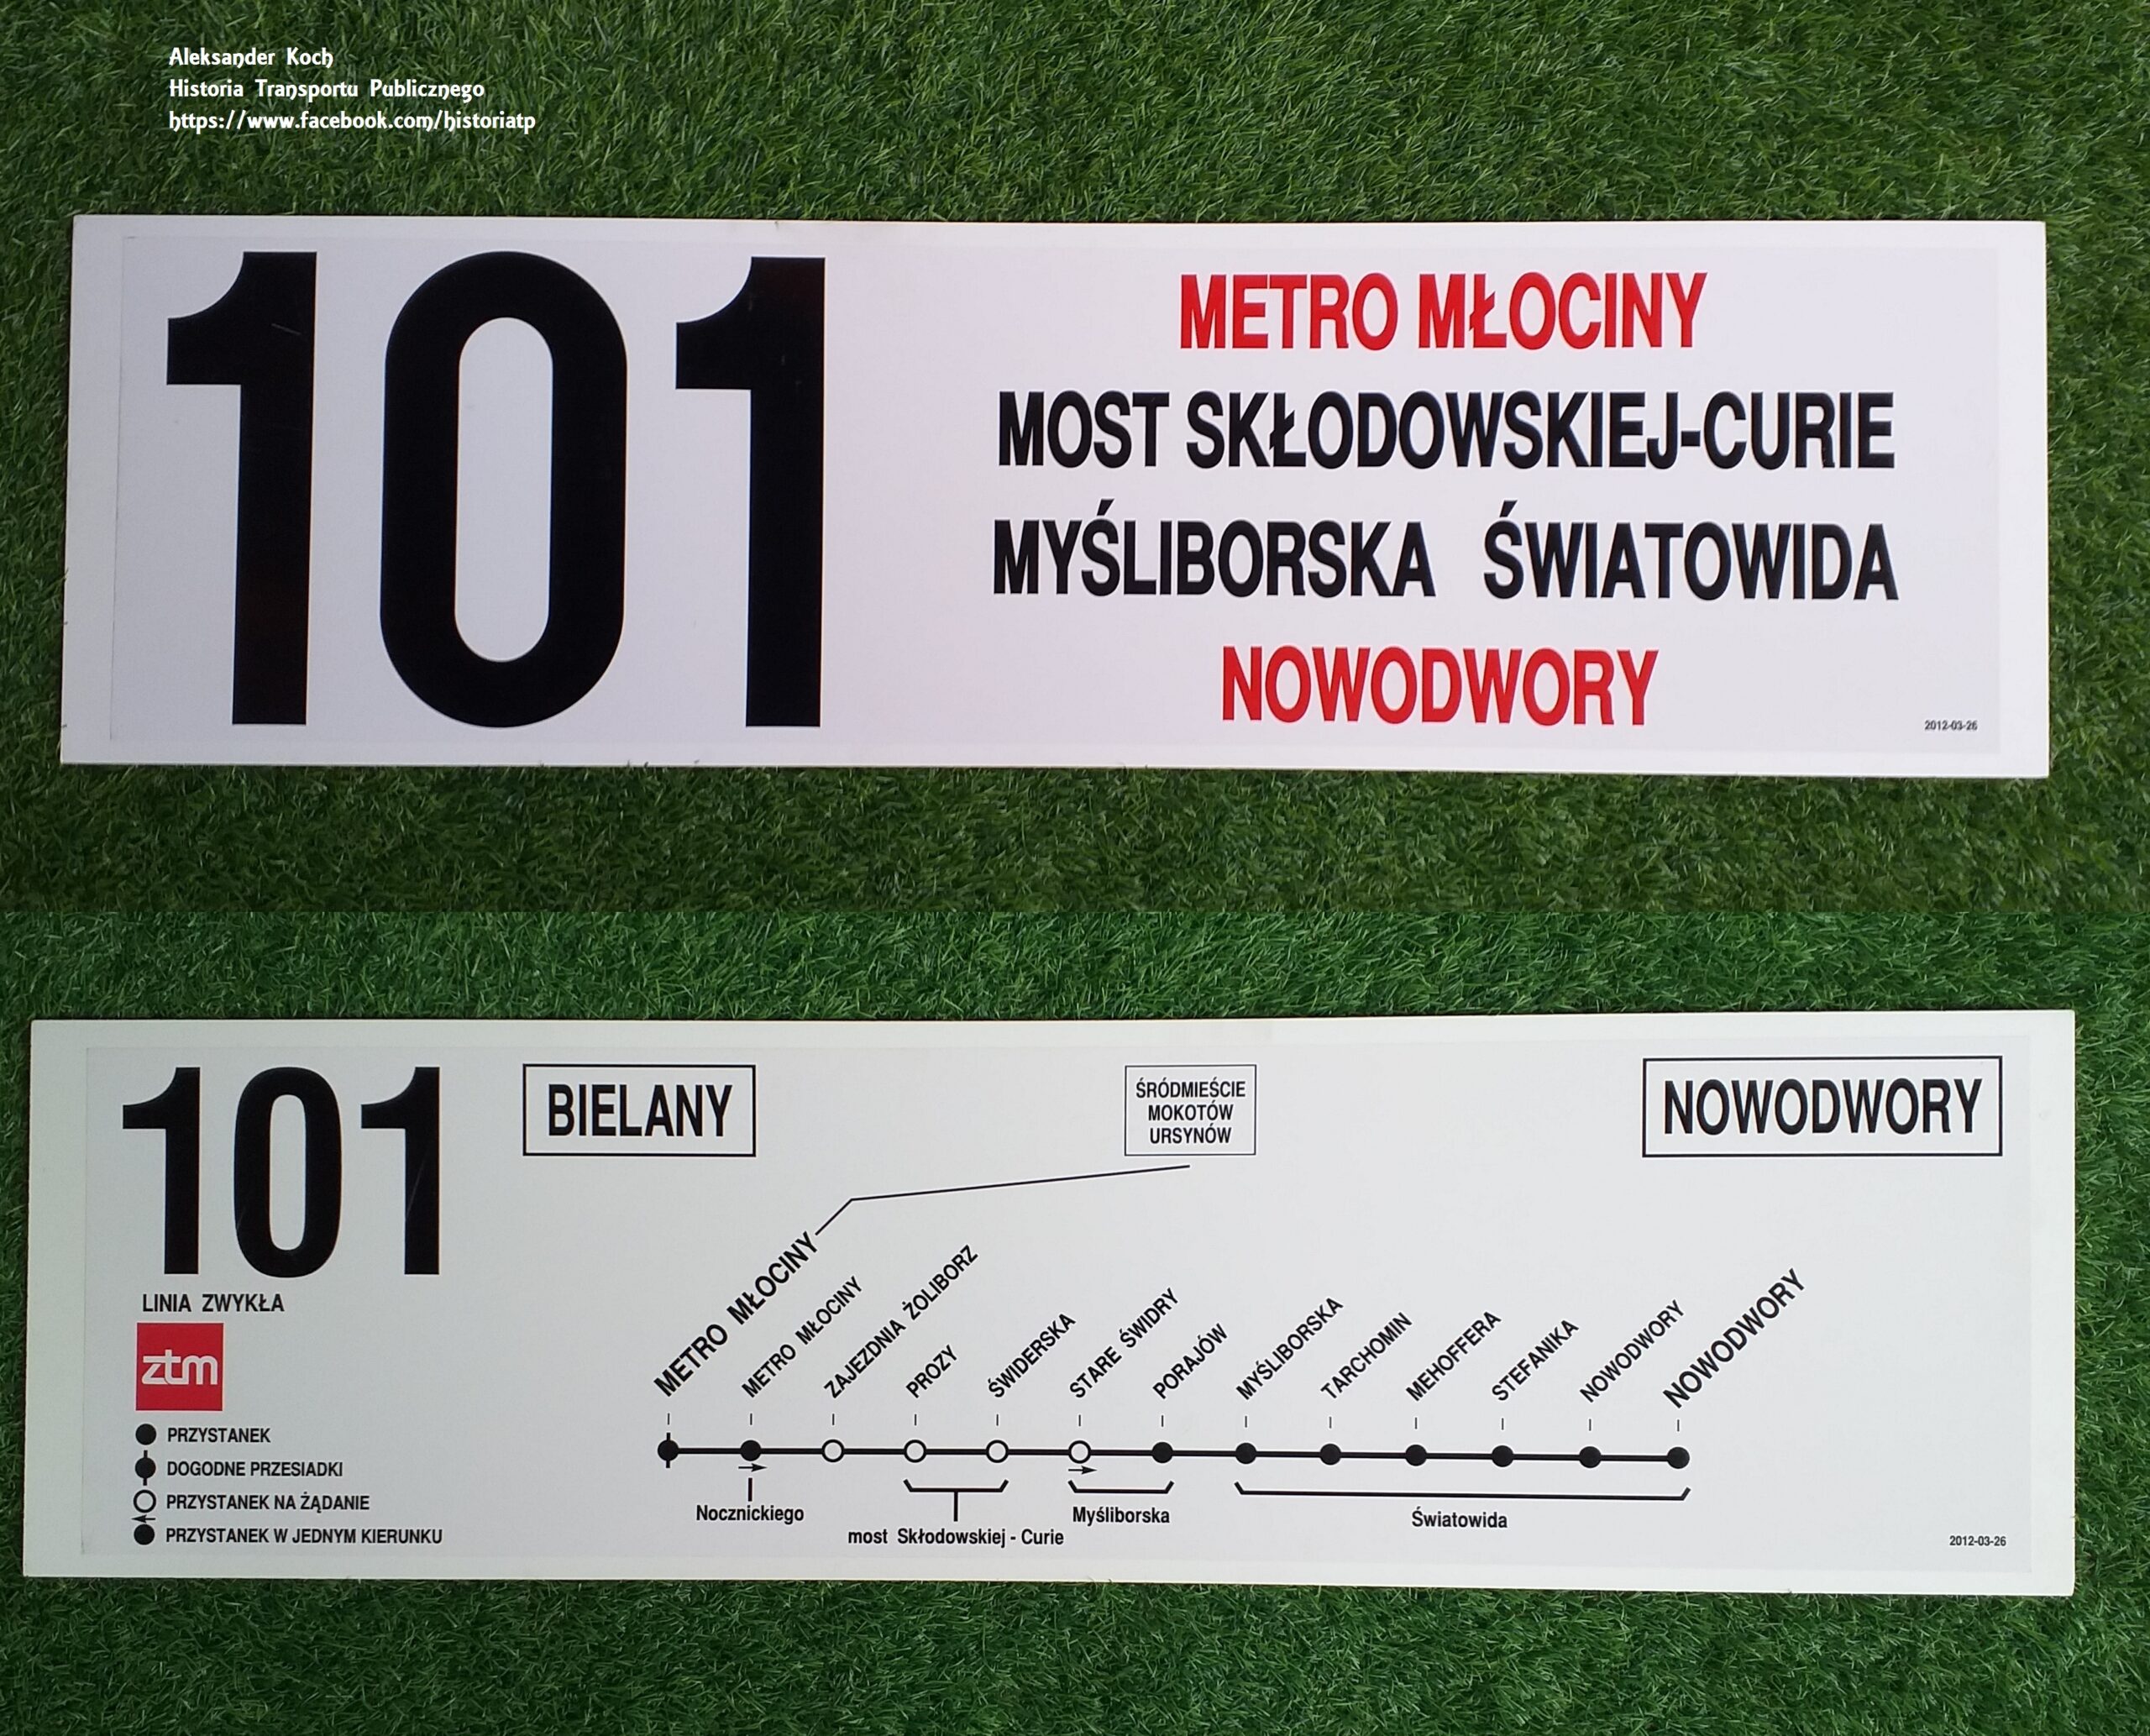 Aleksander Koch
Historia Transportu Publicznego
https://www.facebook.com/historiatp
101
METRO MŁOCINY
MOST SKŁODOWSKIEJ-CURIE
MYŚLIBORSKA ŚWIATOWIDA
NOWODWORY
2012-03-26
101
LINIA ZWYKŁA
ztm
PRZYSTANEK
DOGODNE PRZESIADKI
PRZYSTANEK NA ŻĄDANIE
PRZYSTANEK W JEDNYM KIERUNKU
BIELANY
ŚRÓDMIEŚCIE
MOKOTÓW
URSYNÓW
NOWODWORY
METRO MŁOCINY
METRO MŁOCINY
ZAJEZDNIA ŻOLIBORZ
PROZY
ŚWIDERSKA
STARE ŚWIDRY
PORAJÓW
MYŚLIBORSKA
TARCHOMIN
MEHOFFERA
STEFANIKA
NOWODWORY
NOWODWORY
Nocznickiego
most Skłodowskiej - Curie
Myśliborska
Światowida
2012-03-26